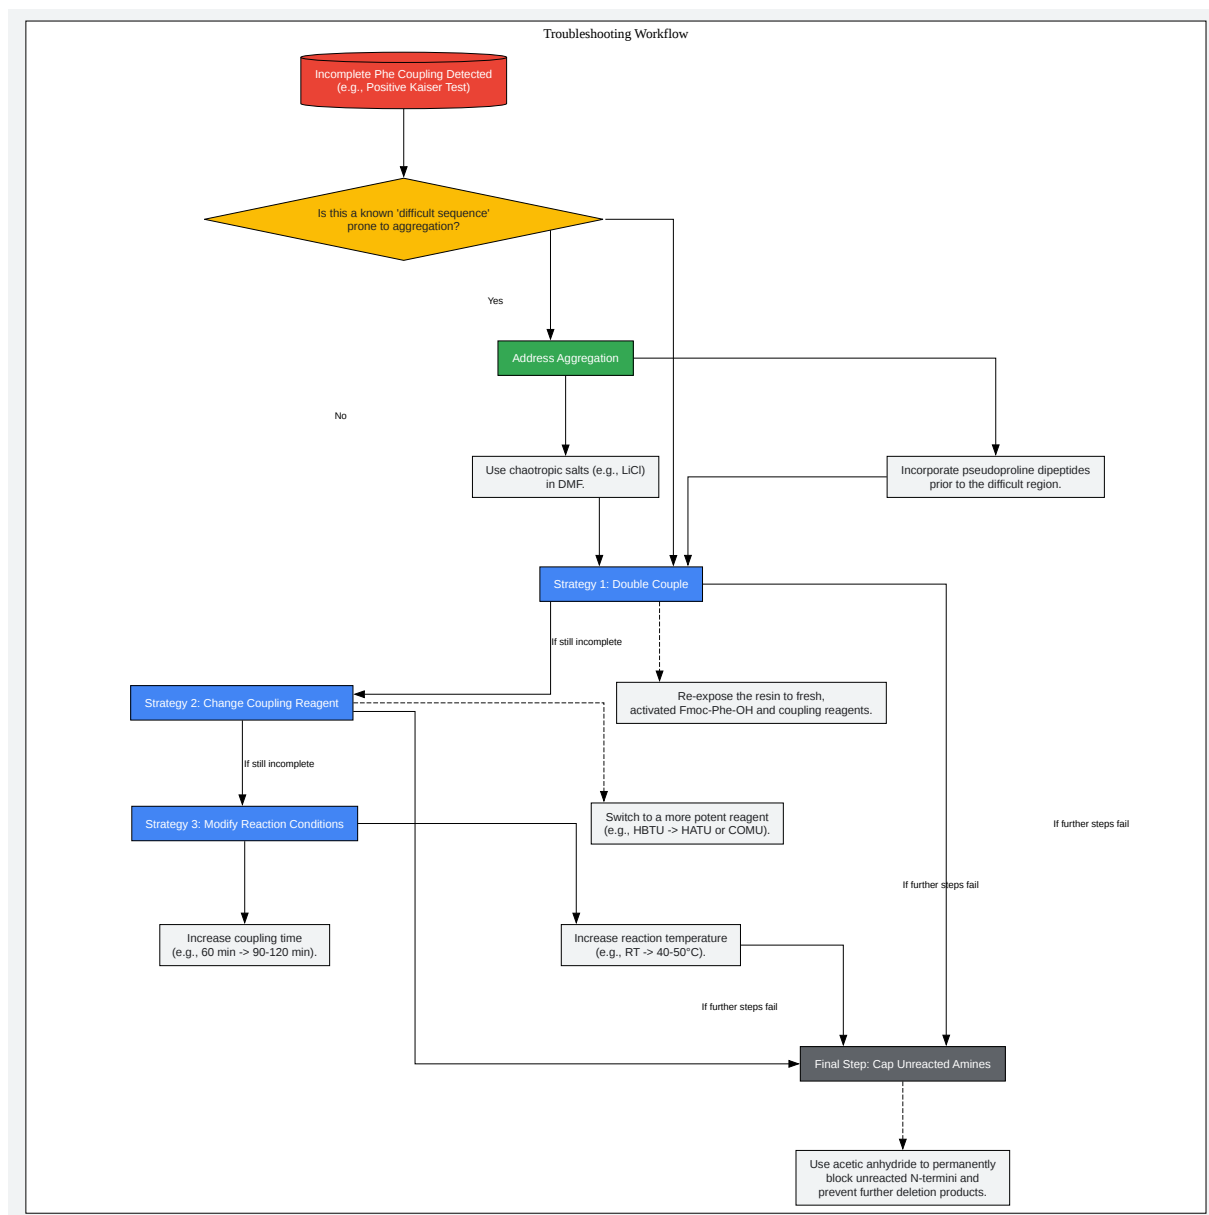 Troubleshooting Workflow
Incomplete Phe Coupling Detected
(e.g., Positive Kaiser Test)
Is this a known 'difficult sequence'
prone to aggregation?
Yes
Address Aggregation
No
Use chaotropic salts (e.g., LiCl)
in DMF.
Incorporate pseudoproline dipeptides
prior to the difficult region.
Strategy 1: Double Couple
If still incomplete
Re-expose the resin to fresh,
activated Fmoc-Phe-OH and coupling reagents.
Strategy 2: Change Coupling Reagent
If still incomplete
Switch to a more potent reagent
(e.g., HBTU -> HATU or COMU).
Strategy 3: Modify Reaction Conditions
If further steps fail
If further steps fail
Increase coupling time
(e.g., 60 min -> 90-120 min).
Increase reaction temperature
(e.g., RT -> 40-50°C).
If further steps fail
Final Step: Cap Unreacted Amines
Use acetic anhydride to permanently
block unreacted N-termini and
prevent further deletion products.